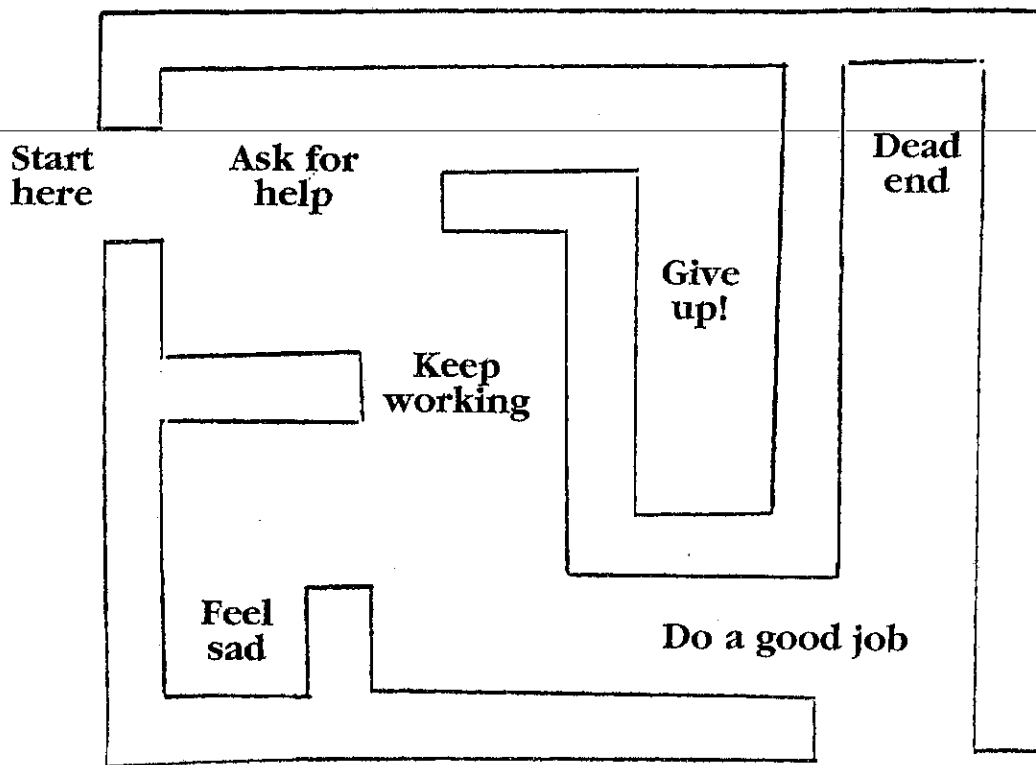 Start
here
Ask for
help
Dead
end
Give
up!
Keep
working
Feel
sad
Do a good job